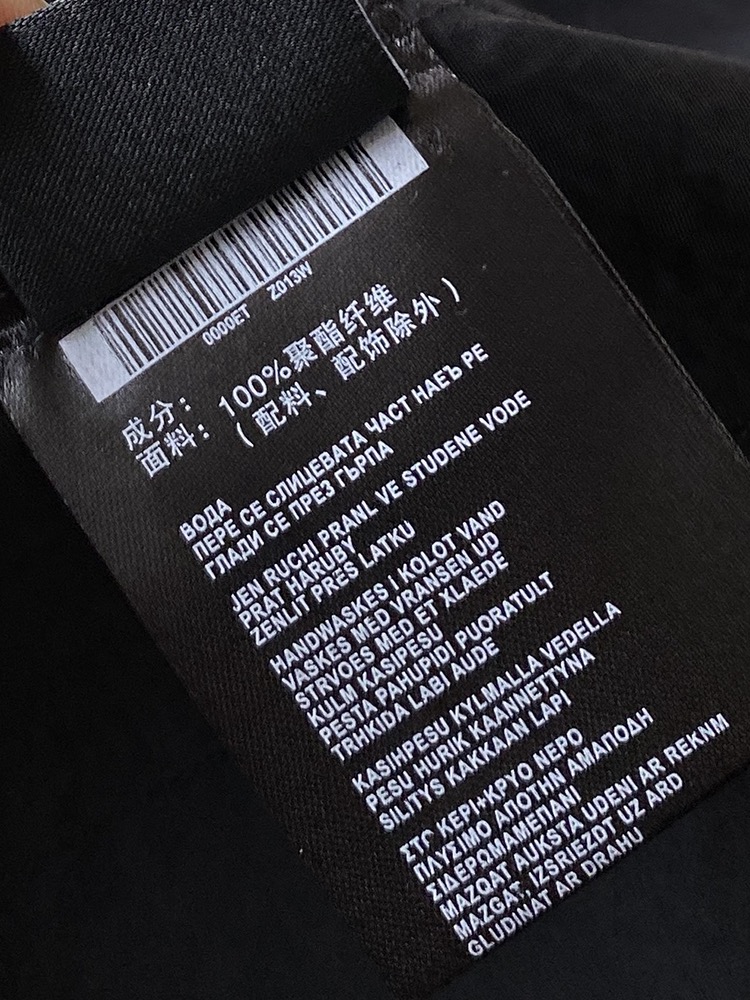 0000ET Z013W
成分:
面料: 100%聚酯纤维
(配料、配饰除外)
ВОДА
ПЕРЕ СЕ СЛИЦЕВАТА ЧАСТ НАЕЪ РЕ
ГЛАДИ СЕ ПРЕЗ ГЪРПА
JEN RUCHI PRANL VE STUDENE VODE
PRAT HARUBY
ZENLIT PRES LATKU
HANDWASKES I KOLOT VAND
VASKES MED VRANSEN UD
STRVOES MED ET XLAEDE
KULM KASIPESU
PESTA PAHUPIDI PUORATULT
TRHKIDA LABI AUDE
KASIHPESU KYLMALLA VEDELLA
PESU HURIK KAANNETTYNA
SILITYS KAKKAAN LAPI
ΣΤΟ ΚΕΡΙ+ΚΡΥΟ ΝΕΡΟ
ΠΛΥΣΙΜΟ ΑΠΟΤΗΝ ΑΜΑΠΟΔΗ
ΣΙΔΕΡΩΜΑΜΕΠΑΝΙ
MAZQAT AUKSTA UDENI AR REKNM
MAZGAT, IZSRIEZDT UZ ARD
GLUDINAT AR DRAHU